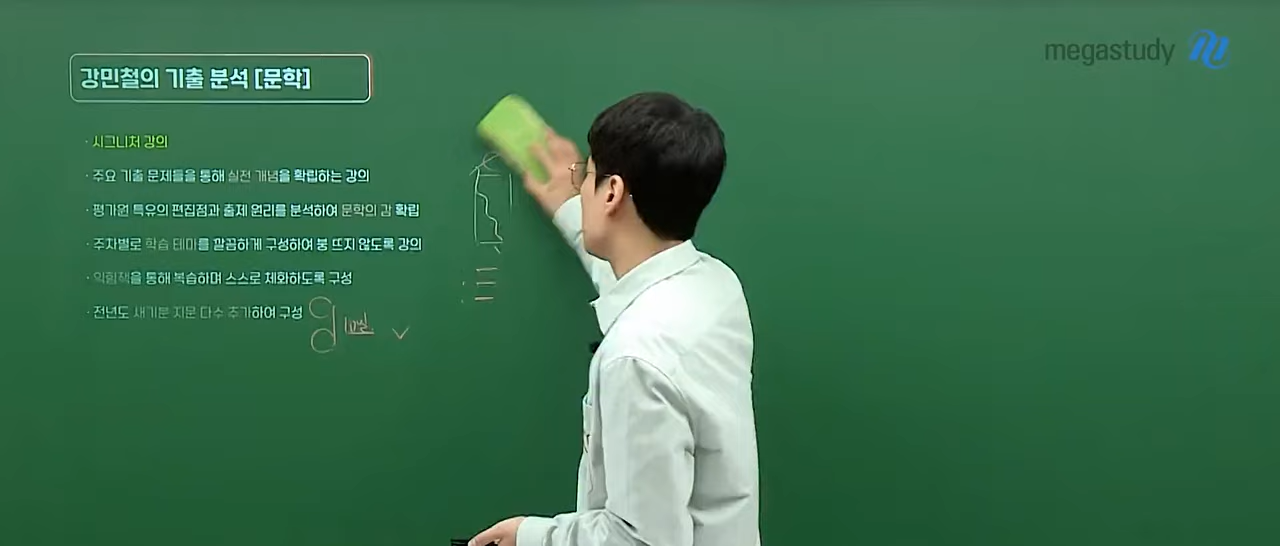 megastudy
강민철의 기출 분석 [문학]
· 시그니처 강의
· 주요 기출 문제들을 통해 실전 개념을 확립하는 강의
· 평가원 특유의 편집점과 출제 원리를 분석하여 문학의 감 확립
· 주차별로 학습 테마를 깔끔하게 구성하여 붕 뜨지 않도록 강의
· 익힘책을 통해 복습하며 스스로 체화하도록 구성
· 전년도 새기분 지문 다수 추가하여 구성